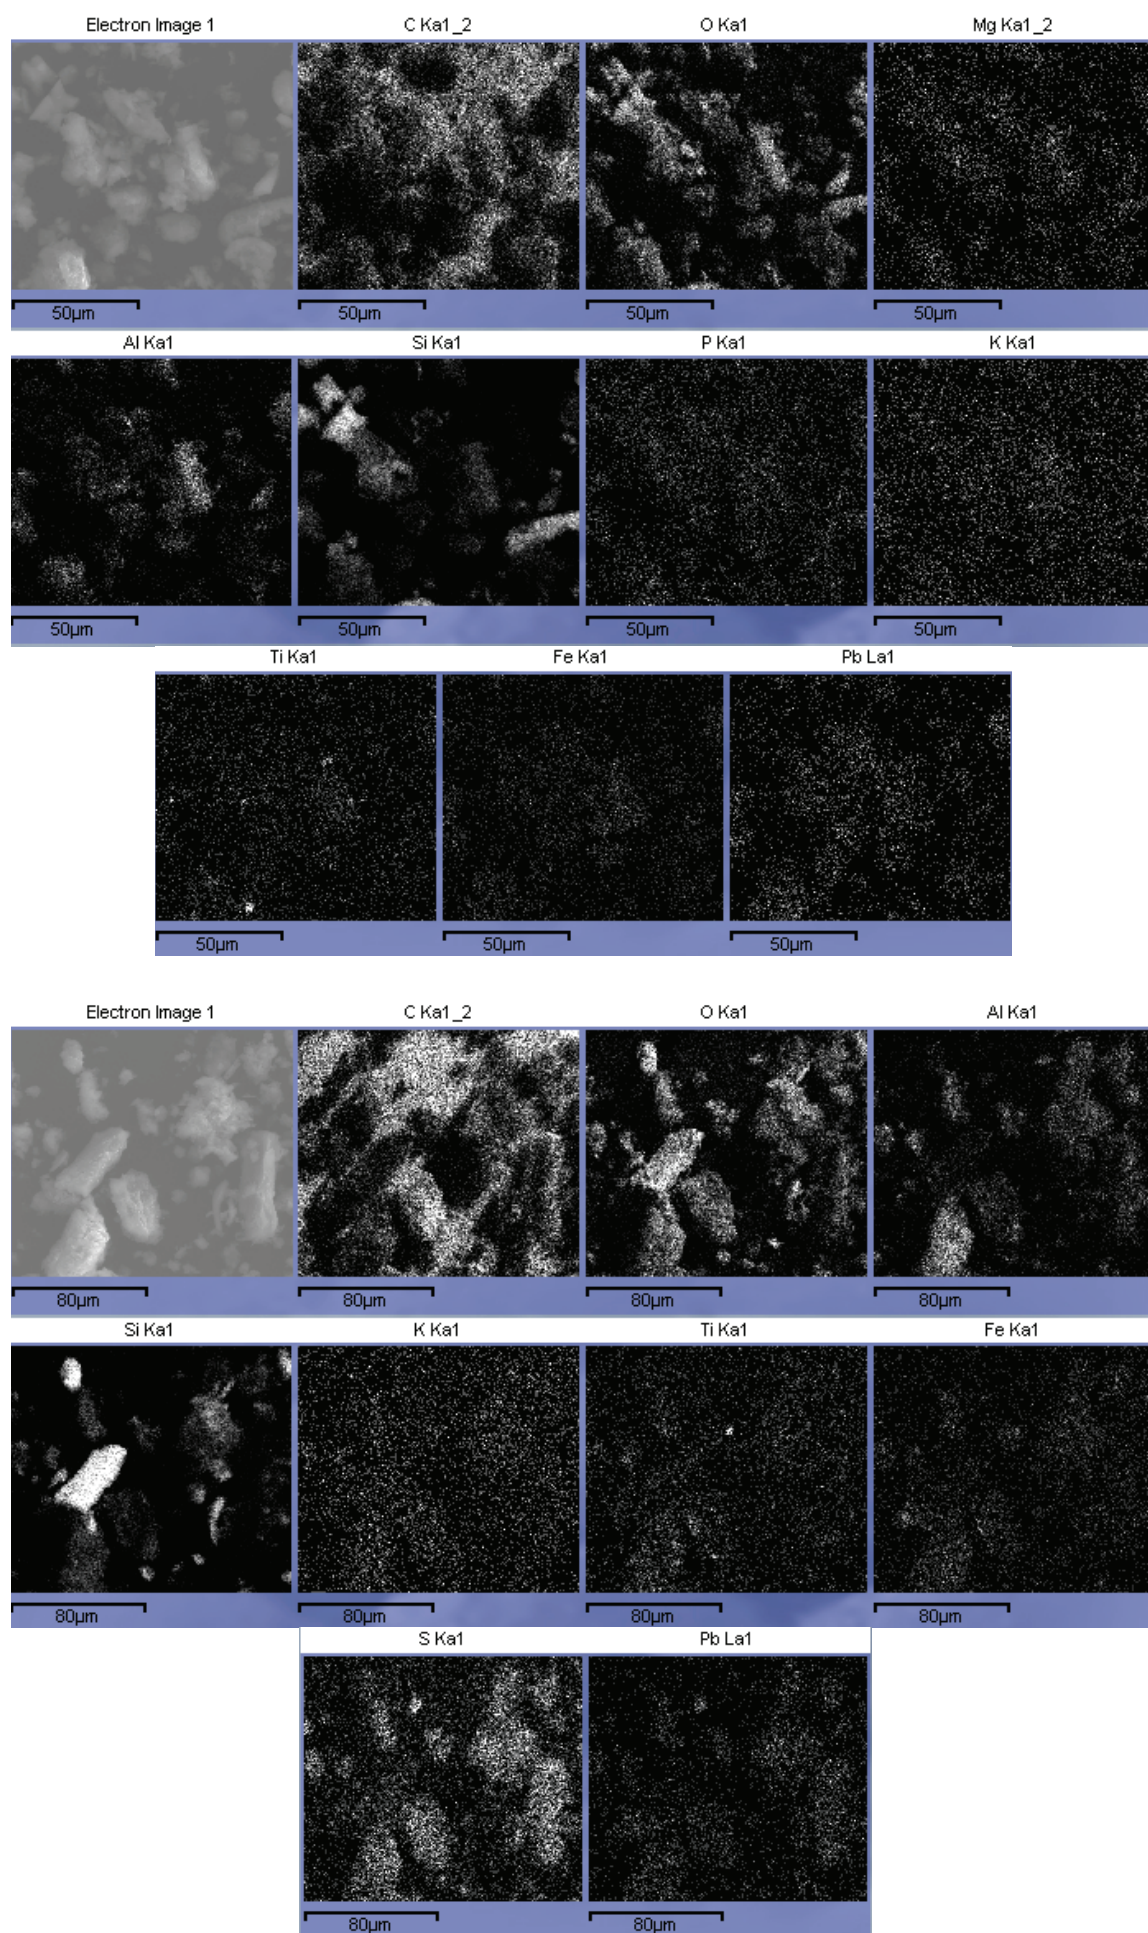 Electron Image 1 C Ka1_2 O Ka1 Mg Ka1_2
50µm 50µm 50µm 50µm
Al Ka1 Si Ka1 P Ka1 K Ka1
50µm 50µm 50µm 50µm
Ti Ka1 Fe Ka1 Pb La1
50µm 50µm 50µm
Electron Image 1 C Ka1_2 O Ka1 Al Ka1
80µm 80µm 80µm 80µm
Si Ka1 K Ka1 Ti Ka1 Fe Ka1
80µm 80µm 80µm 80µm
S Ka1 Pb La1
80µm 80µm